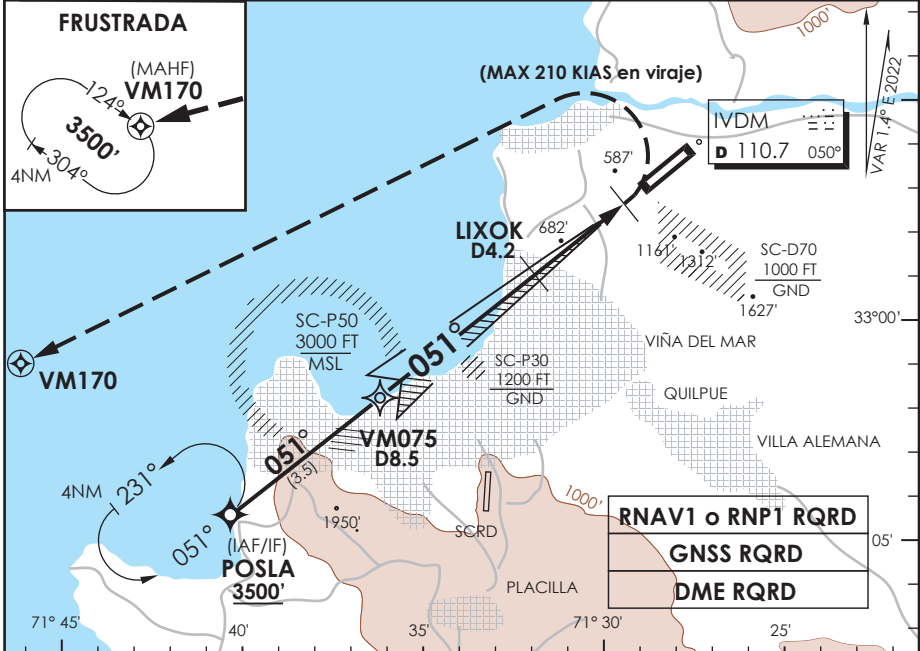 FRUSTRADA
(MAHF)
VM170
124°
3500'
304°
4NM
1000'
(MAX 210 KIAS en viraje)
VAR 1.4° E 2022
IVDM
D 110.7 050°
587'
LIXOK
D4.2
682'
1161'
1312'
SC-D70
1000 FT
GND
1627'
33°00'
SC-P50
3000 FT
MSL
051°
VIÑA DEL MAR
SC-P30
1200 FT
GND
VM170
QUILPUE
VM075
D8.5
VILLA ALEMANA
051°
(3.5)
4NM
231°
051°
1000'
1950'
SCRD
RNAV1 o RNP1 RQRD
GNSS RQRD
DME RQRD
05'
(IAF/IF)
POSLA
3500'
PLACILLA
71° 45'
40'
35'
71° 30'
25'